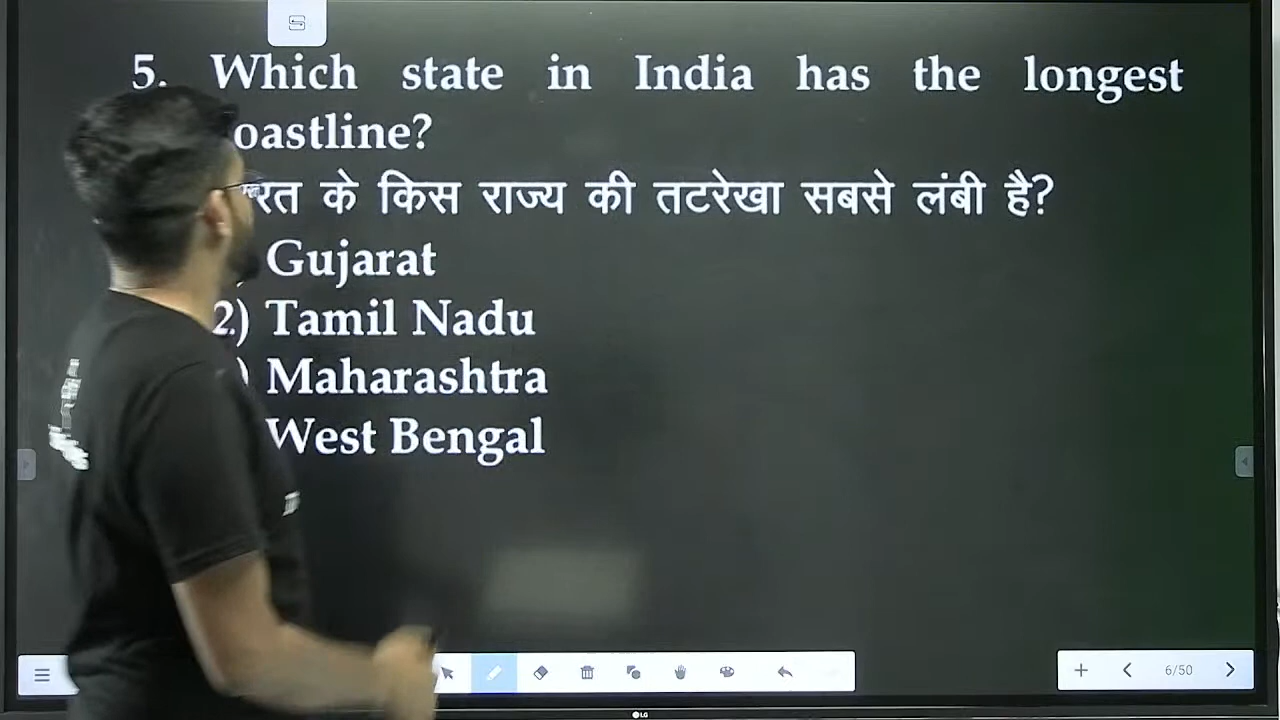 5. Which state in India has the longest
oastline?
रत के किस राज्य की तटरेखा सबसे लंबी है?
Gujarat
2) Tamil Nadu
) Maharashtra
West Bengal
6/50
LG